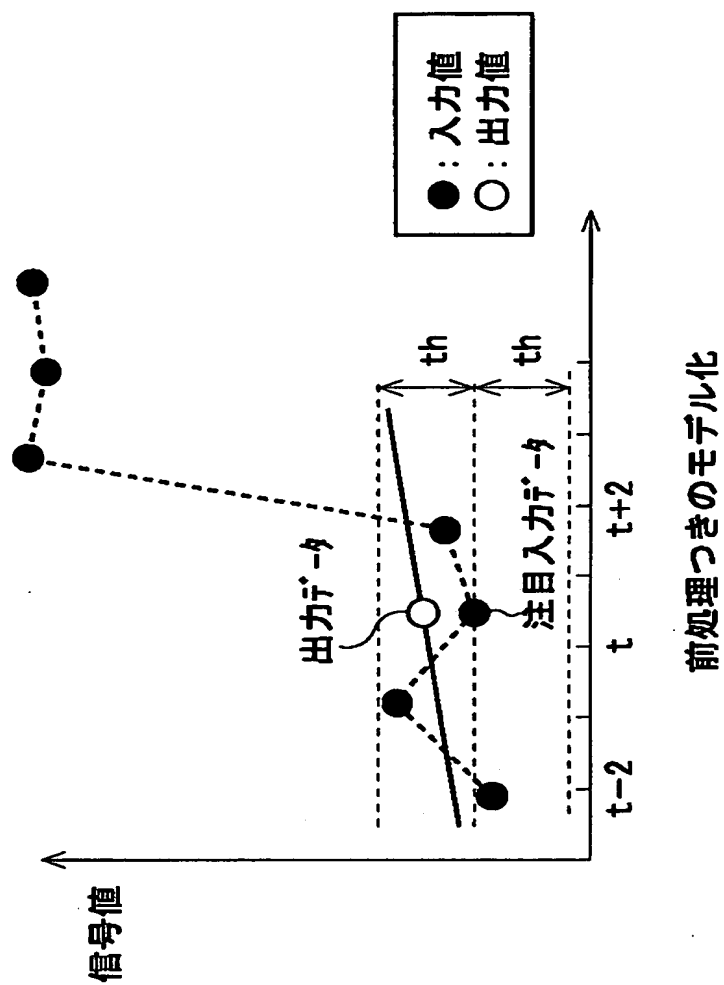 信号値
●: 入力値
○: 出力値
出力データ
th
th
注目入力データ
t−2
t
t+2
前処理つきのモデル化